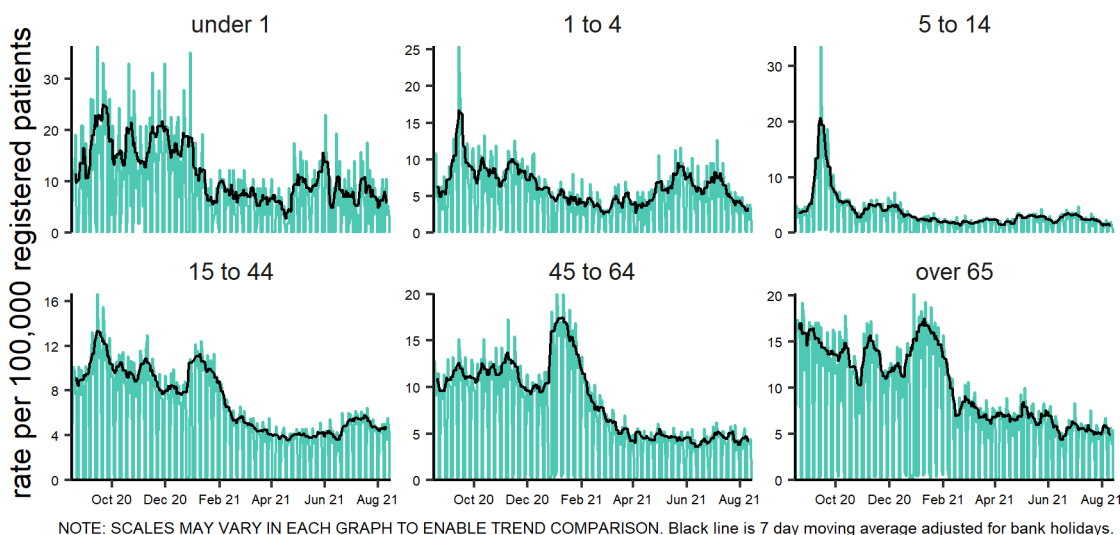 rate per 100,000 registered patients
under 1
1 to 4
5 to 14
30
20
10
0
25
20
15
10
5
0
30
20
10
0
15 to 44
45 to 64
over 65
16
12
8
4
0
20
15
10
5
0
20
15
10
5
0
Oct 20 Dec 20 Feb 21 Apr 21 Jun 21 Aug 21
Oct 20 Dec 20 Feb 21 Apr 21 Jun 21 Aug 21
Oct 20 Dec 20 Feb 21 Apr 21 Jun 21 Aug 21
NOTE: SCALES MAY VARY IN EACH GRAPH TO ENABLE TREND COMPARISON. Black line is 7 day moving average adjusted for bank holidays.